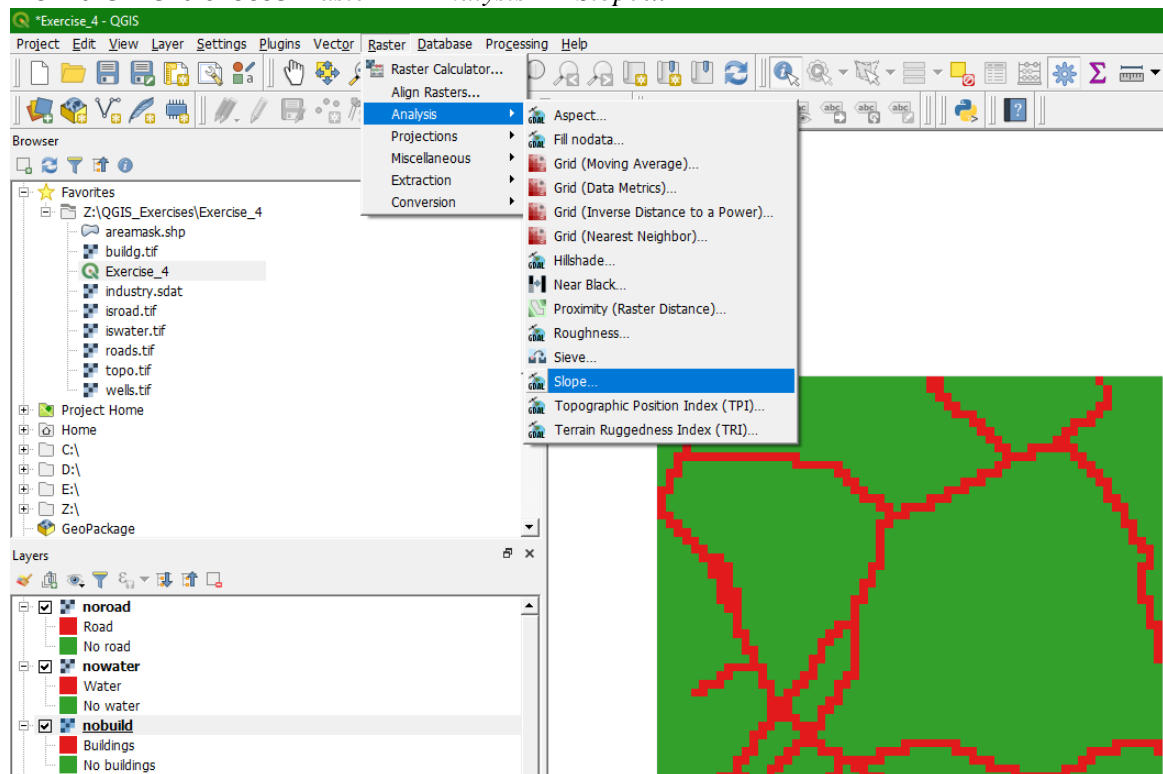 *Exercise_4 - QGIS
Project Edit View Layer Settings Plugins Vector Raster Database Processing Help
Raster Calculator...
Align Rasters...
Analysis
Projections
Miscellaneous
Extraction
Conversion
Aspect...
Fill nodata...
Grid (Moving Average)...
Grid (Data Metrics)...
Grid (Inverse Distance to a Power)...
Grid (Nearest Neighbor)...
Hillshade...
Near Black...
Proximity (Raster Distance)...
Roughness...
Sieve...
Slope...
Topographic Position Index (TPI)...
Terrain Ruggedness Index (TRI)...
Browser
Favorites
Z:\QGIS_Exercises\Exercise_4
areamask.shp
buildg.tif
Exercise_4
industry.sdat
isroad.tif
iswater.tif
roads.tif
topo.tif
wells.tif
Project Home
Home
C:\
D:\
E:\
Z:\
GeoPackage
Layers
noroad
Road
No road
nowater
Water
No water
nobuild
Buildings
No buildings